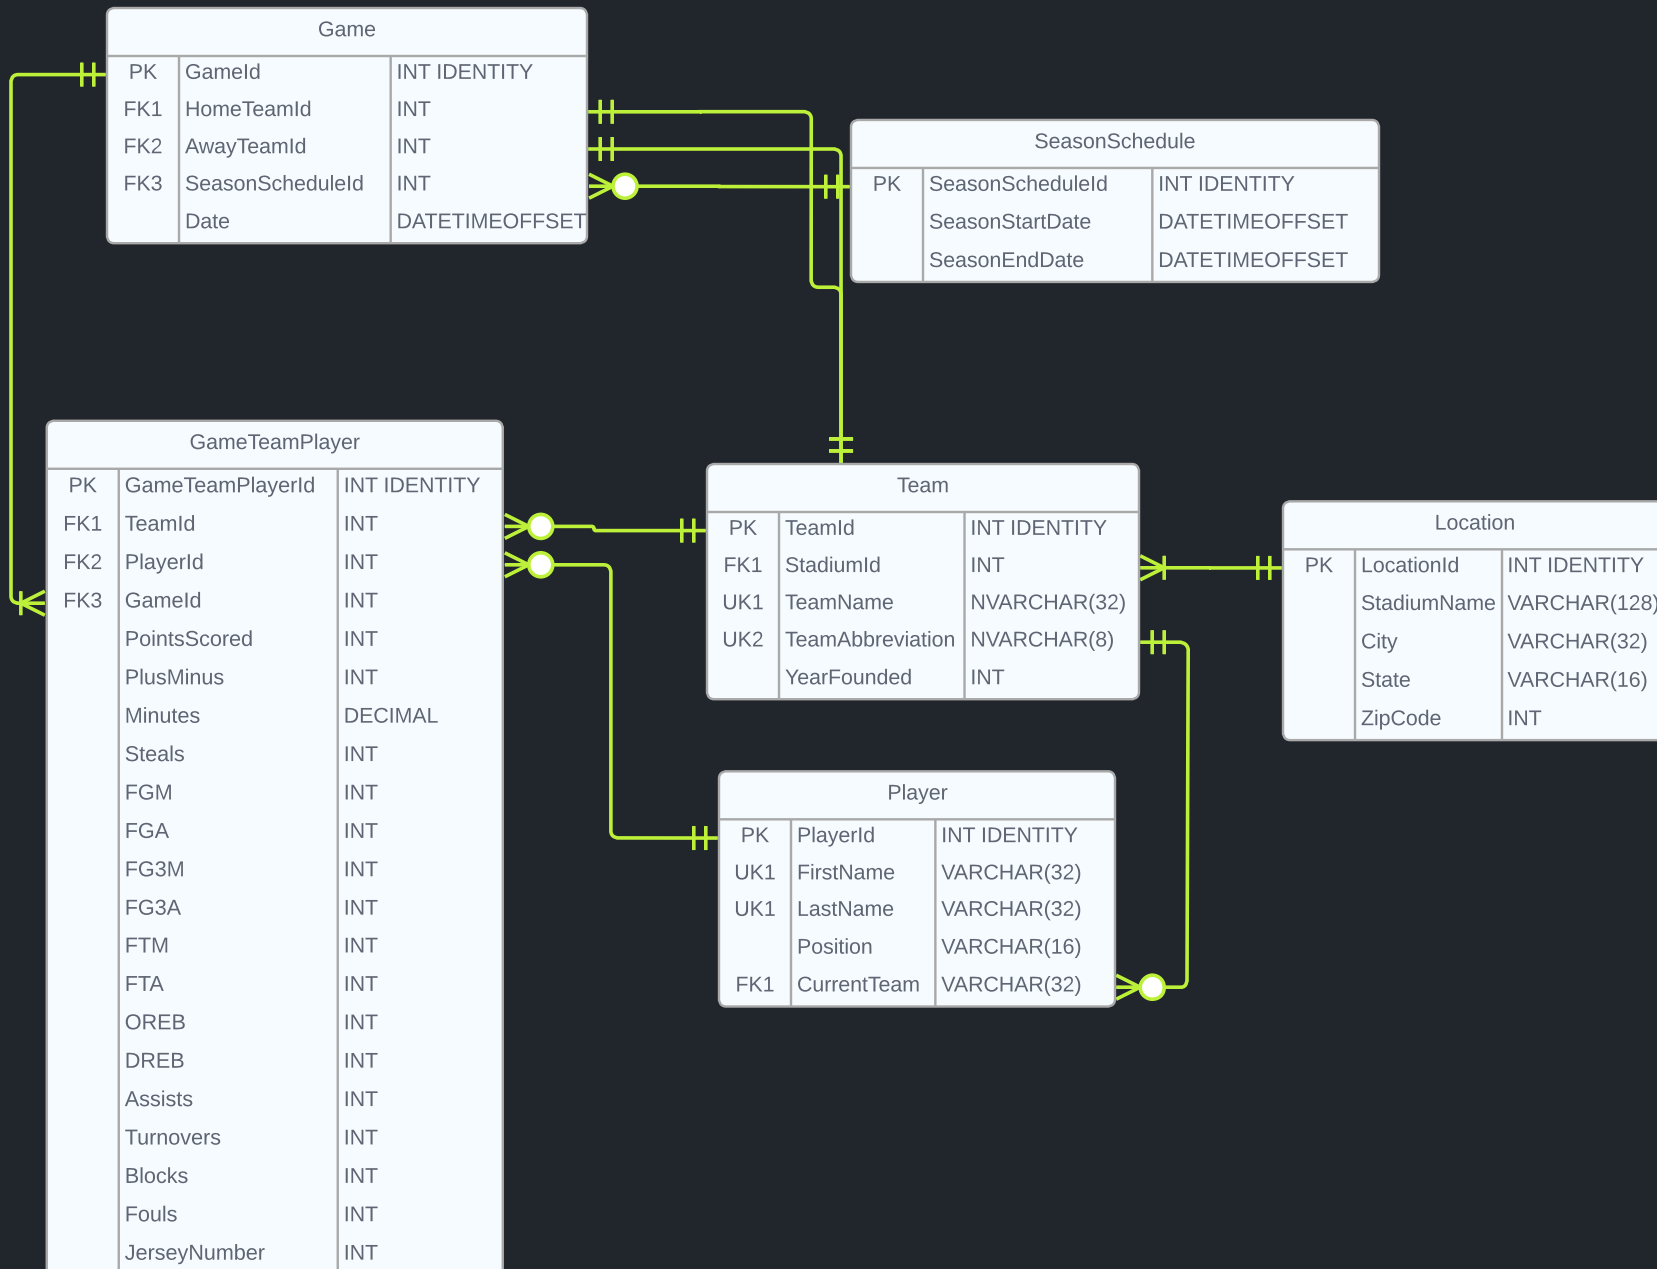 Game
PK GameId INT IDENTITY
FK1 HomeTeamId INT
FK2 AwayTeamId INT
FK3 SeasonScheduleId INT
Date DATETIMEOFFSET
SeasonSchedule
PK SeasonScheduleId INT IDENTITY
SeasonStartDate DATETIMEOFFSET
SeasonEndDate DATETIMEOFFSET
GameTeamPlayer
PK GameTeamPlayerId INT IDENTITY
FK1 TeamId INT
FK2 PlayerId INT
FK3 GameId INT
PointsScored INT
PlusMinus INT
Minutes DECIMAL
Steals INT
FGM INT
FGA INT
FG3M INT
FG3A INT
FTM INT
FTA INT
OREB INT
DREB INT
Assists INT
Turnovers INT
Blocks INT
Fouls INT
JerseyNumber INT
Team
PK TeamId INT IDENTITY
FK1 StadiumId INT
UK1 TeamName NVARCHAR(32)
UK2 TeamAbbreviation NVARCHAR(8)
YearFounded INT
Location
PK LocationId INT IDENTITY
StadiumName VARCHAR(128)
City VARCHAR(32)
State VARCHAR(16)
ZipCode INT
Player
PK PlayerId INT IDENTITY
UK1 FirstName VARCHAR(32)
UK1 LastName VARCHAR(32)
Position VARCHAR(16)
FK1 CurrentTeam VARCHAR(32)